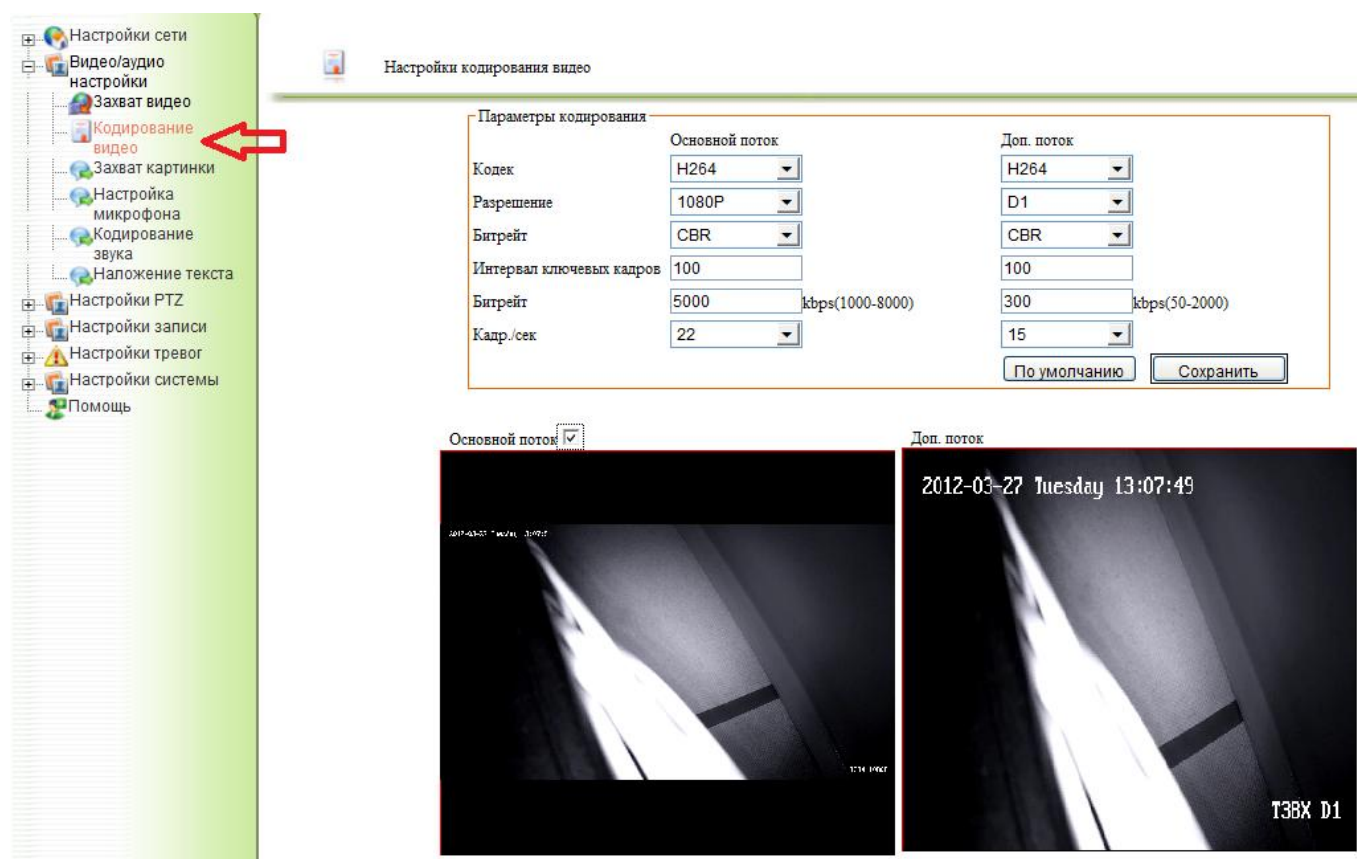 Настройки сети
Видео/аудио
настройки
Захват видео
Кодирование
видео
Захват картинки
Настройка
микрофона
Кодирование
звука
Наложение текста
Настройки PTZ
Настройки записи
Настройки тревог
Настройки системы
Помощь
Настройки кодирования видео
Параметры кодирования
Основной поток Доп. поток
Кодек H264 H264
Разрешение 1080P D1
Битрейт CBR CBR
Интервал ключевых кадров 100 100
Битрейт 5000 kbps(1000-8000) 300 kbps(50-2000)
Кадр./сек 22 15
По умолчанию Сохранить
Основной поток Доп. поток
2012-03-27 Tuesday 13:07:49
T38X D1